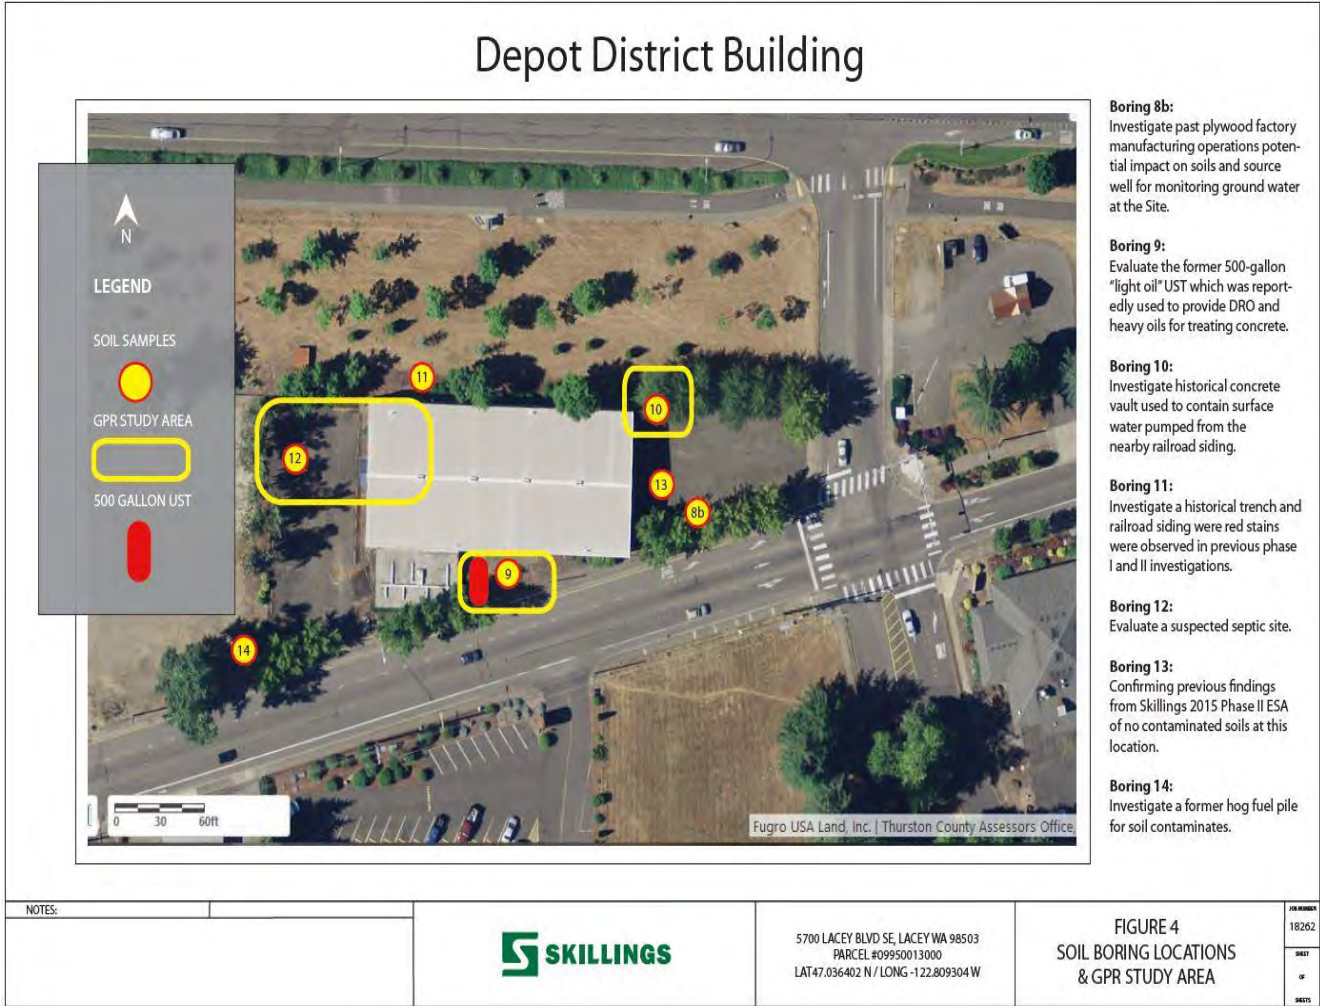 Depot District Building
N
LEGEND
SOIL SAMPLES
GPR STUDY AREA
500 GALLON UST
11
10
12
13
8b
9
14
0 30 60ft
Fugro USA Land, Inc. | Thurston County Assessors Office,
Boring 8b:
Investigate past plywood factory
manufacturing operations poten-
tial impact on soils and source
well for monitoring ground water
at the Site.
Boring 9:
Evaluate the former 500-gallon
"light oil" UST which was report-
edly used to provide DRO and
heavy oils for treating concrete.
Boring 10:
Investigate historical concrete
vault used to contain surface
water pumped from the
nearby railroad siding.
Boring 11:
Investigate a historical trench and
railroad siding were red stains
were observed in previous phase
I and II investigations.
Boring 12:
Evaluate a suspected septic site.
Boring 13:
Confirming previous findings
from Skillings 2015 Phase II ESA
of no contaminated soils at this
location.
Boring 14:
Investigate a former hog fuel pile
for soil contaminates.
NOTES:
SKILLINGS
5700 LACEY BLVD SE, LACEY WA 98503
PARCEL #09950013000
LAT47.036402 N / LONG -122.809304 W
FIGURE 4
SOIL BORING LOCATIONS
& GPR STUDY AREA
JOB NUMBER
18262
SHEET
OF
SHEETS